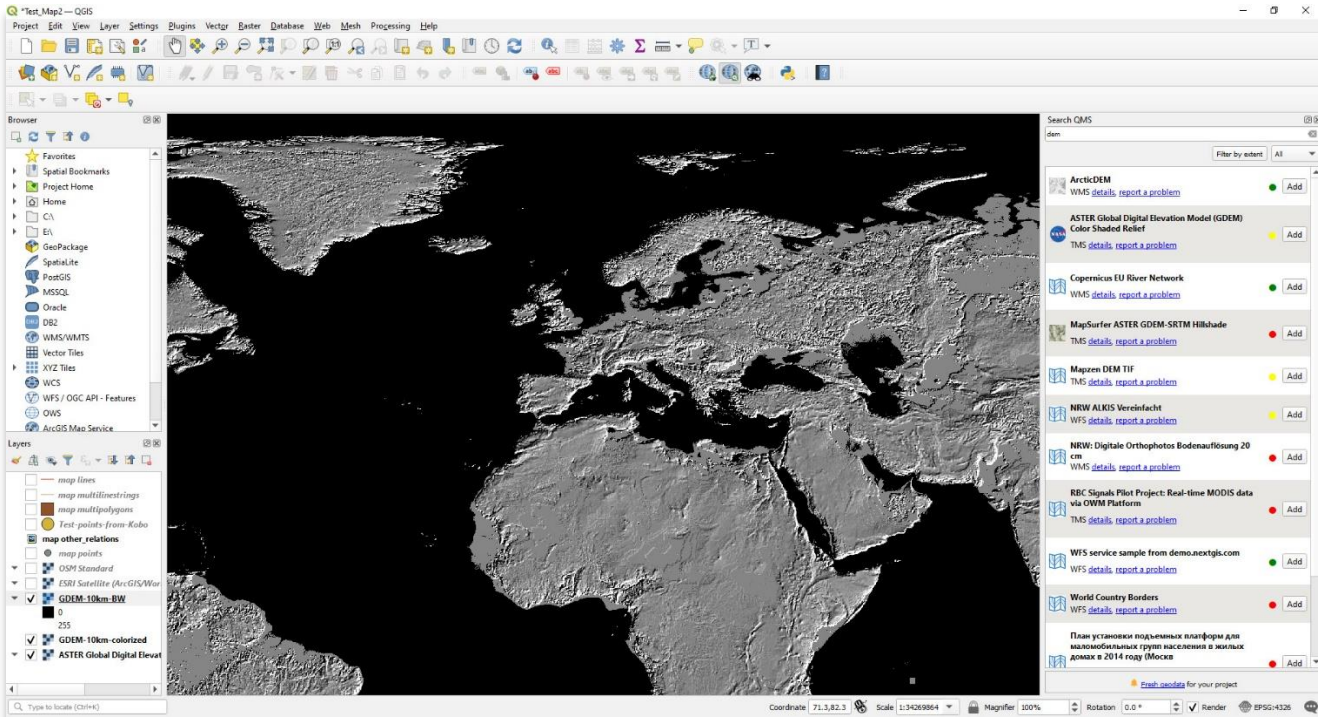 *Test_Map2 — QGIS
Project Edit View Layer Settings Plugins Vector Raster Database Web Mesh Processing Help
Browser
Favorites
Spatial Bookmarks
Project Home
Home
C:\
E:\
GeoPackage
SpatiaLite
PostGIS
MSSQL
Oracle
DB2
WMS/WMTS
Vector Tiles
XYZ Tiles
WCS
WFS / OGC API - Features
OWS
ArcGIS Map Service
Layers
map lines
map multilinestrings
map multipolygons
Test-points-from-Kobo
map other_relations
map points
OSM Standard
ESRI Satellite (ArcGIS/Wor
GDEM-10km-BW
0
255
GDEM-10km-colorized
ASTER Global Digital Elevat
Search QMS
dem
Filter by extent All
ArcticDEM
WMS details, report a problem
Add
ASTER Global Digital Elevation Model (GDEM)
Color Shaded Relief
TMS details, report a problem
Add
Copernicus EU River Network
WMS details, report a problem
Add
MapSurfer ASTER GDEM-SRTM Hillshade
TMS details, report a problem
Add
Mapzen DEM TIF
TMS details, report a problem
Add
NRW ALKIS Vereinfacht
WFS details, report a problem
Add
NRW: Digitale Orthophotos Bodenauflösung 20
cm
WMS details, report a problem
Add
RBC Signals Pilot Project: Real-time MODIS data
via OWM Platform
TMS details, report a problem
Add
WFS service sample from demo.nextgis.com
WFS details, report a problem
Add
World Country Borders
WFS details, report a problem
Add
План установки подъемных платформ для
маломобильных групп населения в жилых
домах в 2014 году (Москв
Add
Fresh geodata for your project
Type to locate (Ctrl+K)
Coordinate 71.3,82.3 Scale 1:34269864 Magnifier 100% Rotation 0.0 ° Render EPSG:4326